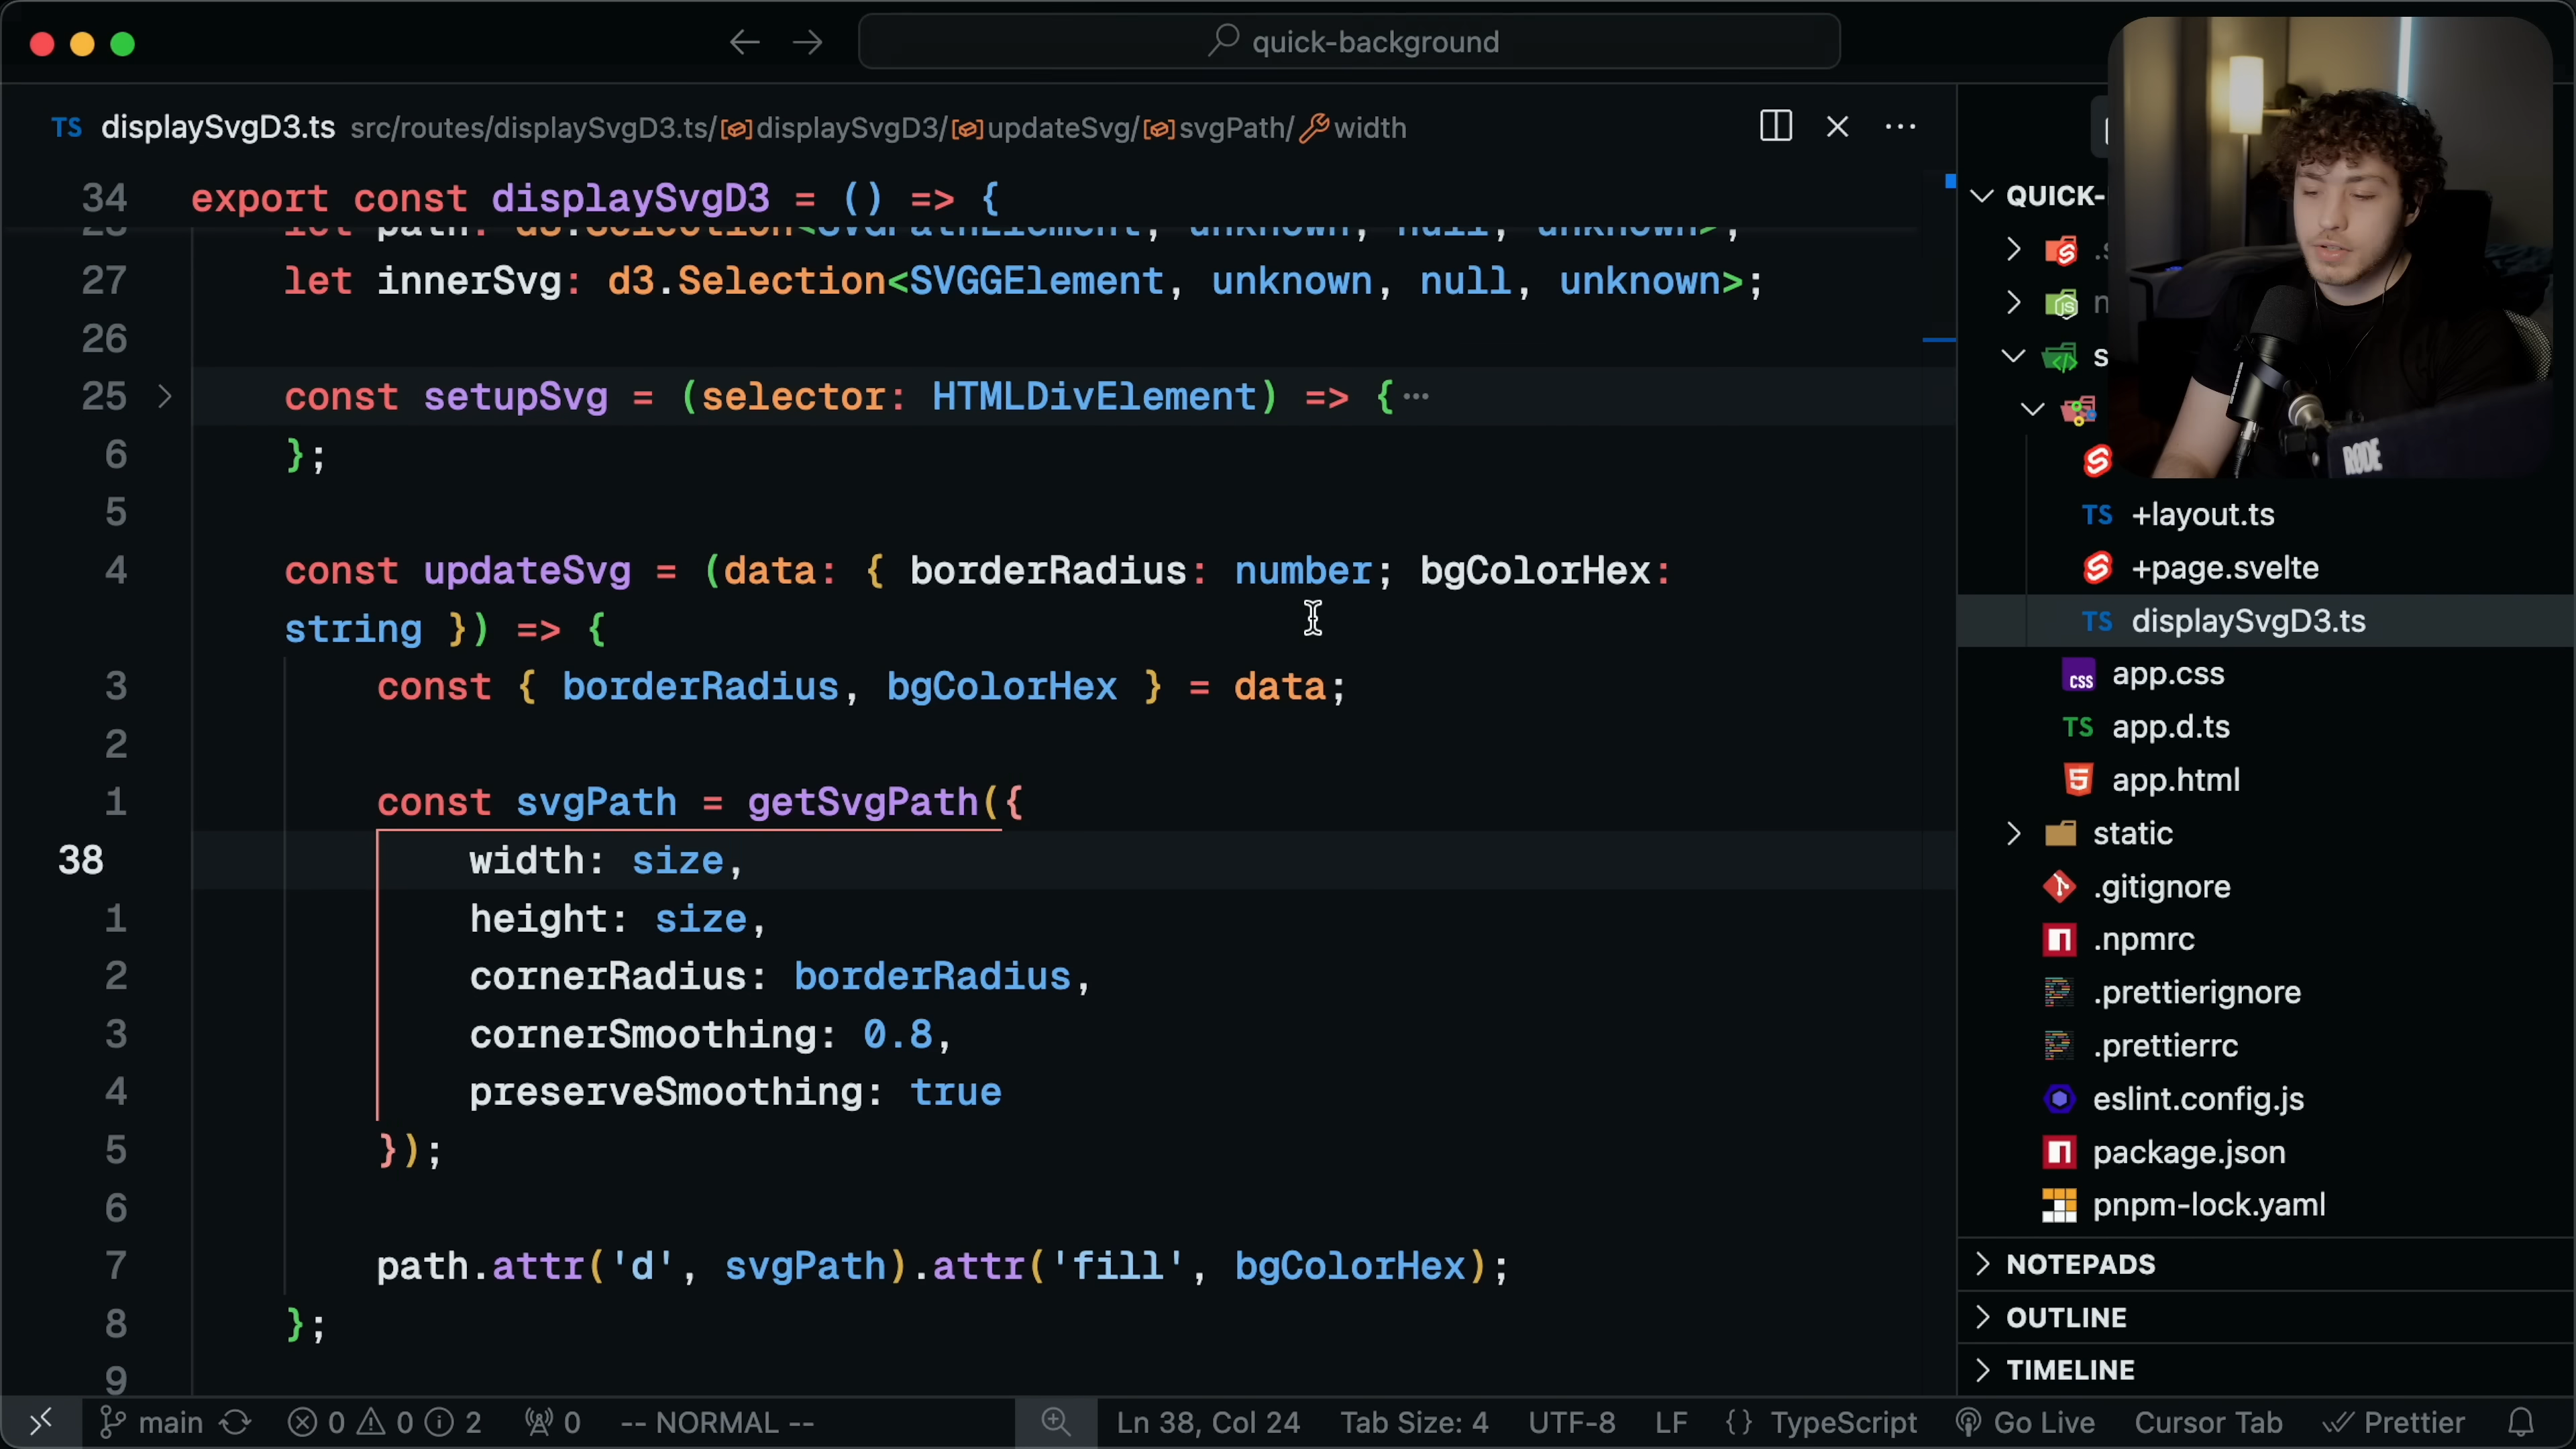 quick-background
TS displaySvgD3.ts src/routes/displaySvgD3.ts/displaySvgD3/updateSvg/svgPath/width
34 export const displaySvgD3 = () => {
27 let innerSvg: d3.Selection<SVGGElement, unknown, null, unknown>;
26
25 const setupSvg = (selector: HTMLDivElement) => {···
6 };
5
4 const updateSvg = (data: { borderRadius: number; bgColorHex:
string }) => {
3 const { borderRadius, bgColorHex } = data;
2
1 const svgPath = getSvgPath({
38 width: size,
1 height: size,
2 cornerRadius: borderRadius,
3 cornerSmoothing: 0.8,
4 preserveSmoothing: true
5 });
6
7 path.attr('d', svgPath).attr('fill', bgColorHex);
8 };
9
QUICK-
TS +layout.ts
+page.svelte
TS displaySvgD3.ts
css app.css
TS app.d.ts
5 app.html
static
.gitignore
.npmrc
.prettierignore
.prettierrc
eslint.config.js
package.json
pnpm-lock.yaml
NOTEPADS
OUTLINE
TIMELINE
RØDE
main 0 0 2 0 -- NORMAL -- Ln 38, Col 24 Tab Size: 4 UTF-8 LF {} TypeScript Go Live Cursor Tab Prettier